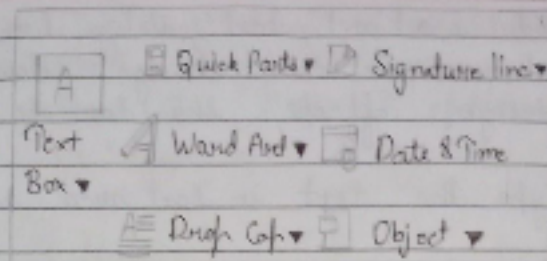 Quick Parts ▾ Signature line ▾
A
Text A Word Art ▾ Date & Time
Box ▾
A Drop Cap ▾ Object ▾